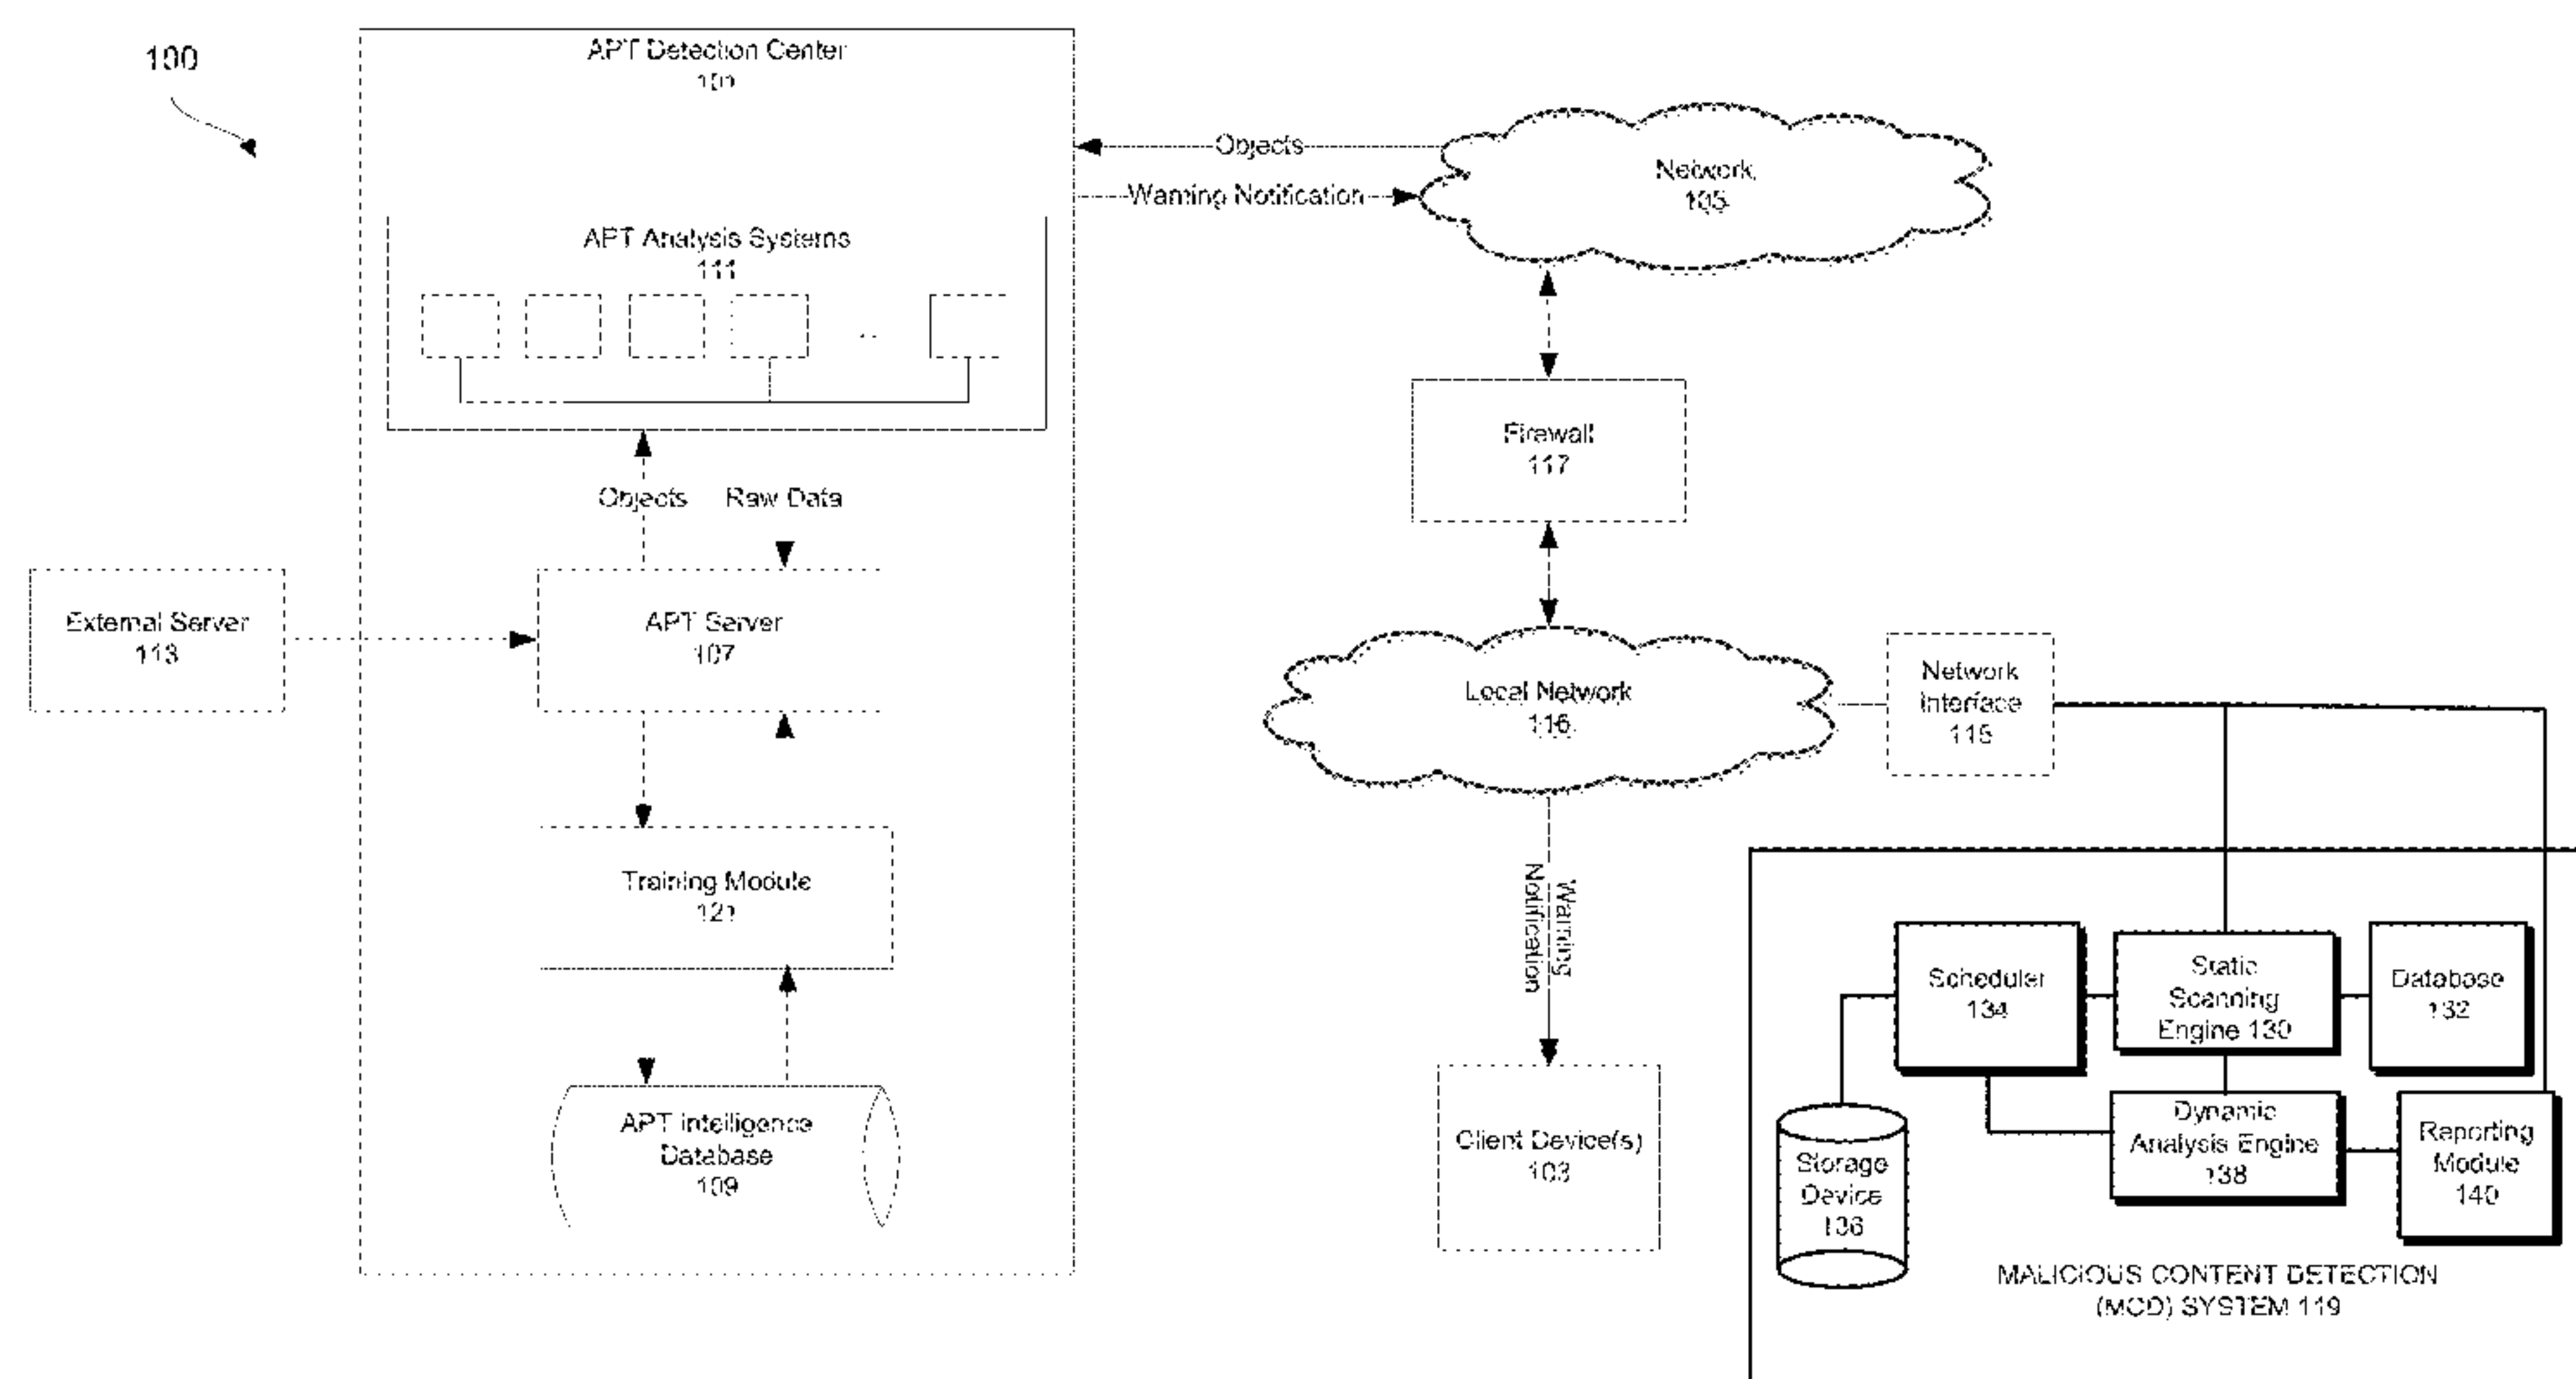 100
APT Detection Center
101
Objects
Warning Notification
Network
105
APT Analysis Systems
111
Firewall
117
Objects
Raw Data
External Server
113
APT Server
107
Local Network
116
Network
Interface
115
Training Module
121
Warning
Notification
Scheduler
134
Static
Scanning
Engine 130
Database
132
APT Intelligence
Database
109
Client Device(s)
103
Storage
Device
136
Dynamic
Analysis Engine
138
Reporting
Module
140
MALICIOUS CONTENT DETECTION
(MCD) SYSTEM 119